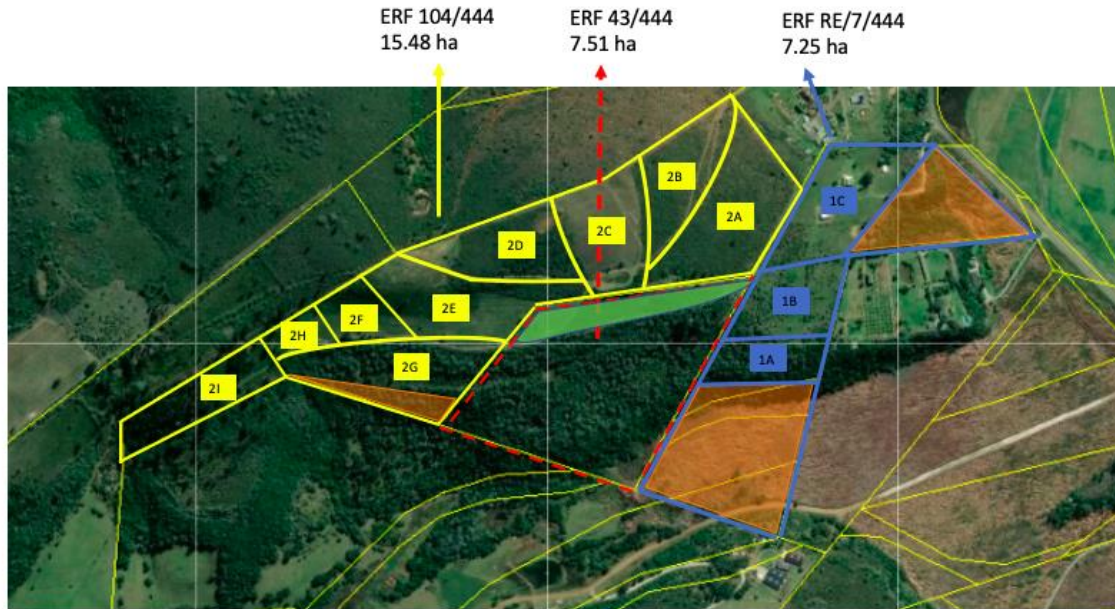 ERF 104/444
15.48 ha
ERF 43/444
7.51 ha
ERF RE/7/444
7.25 ha
2B
1C
2A
2C
2D
2E
1B
2F
2H
2G
1A
2I